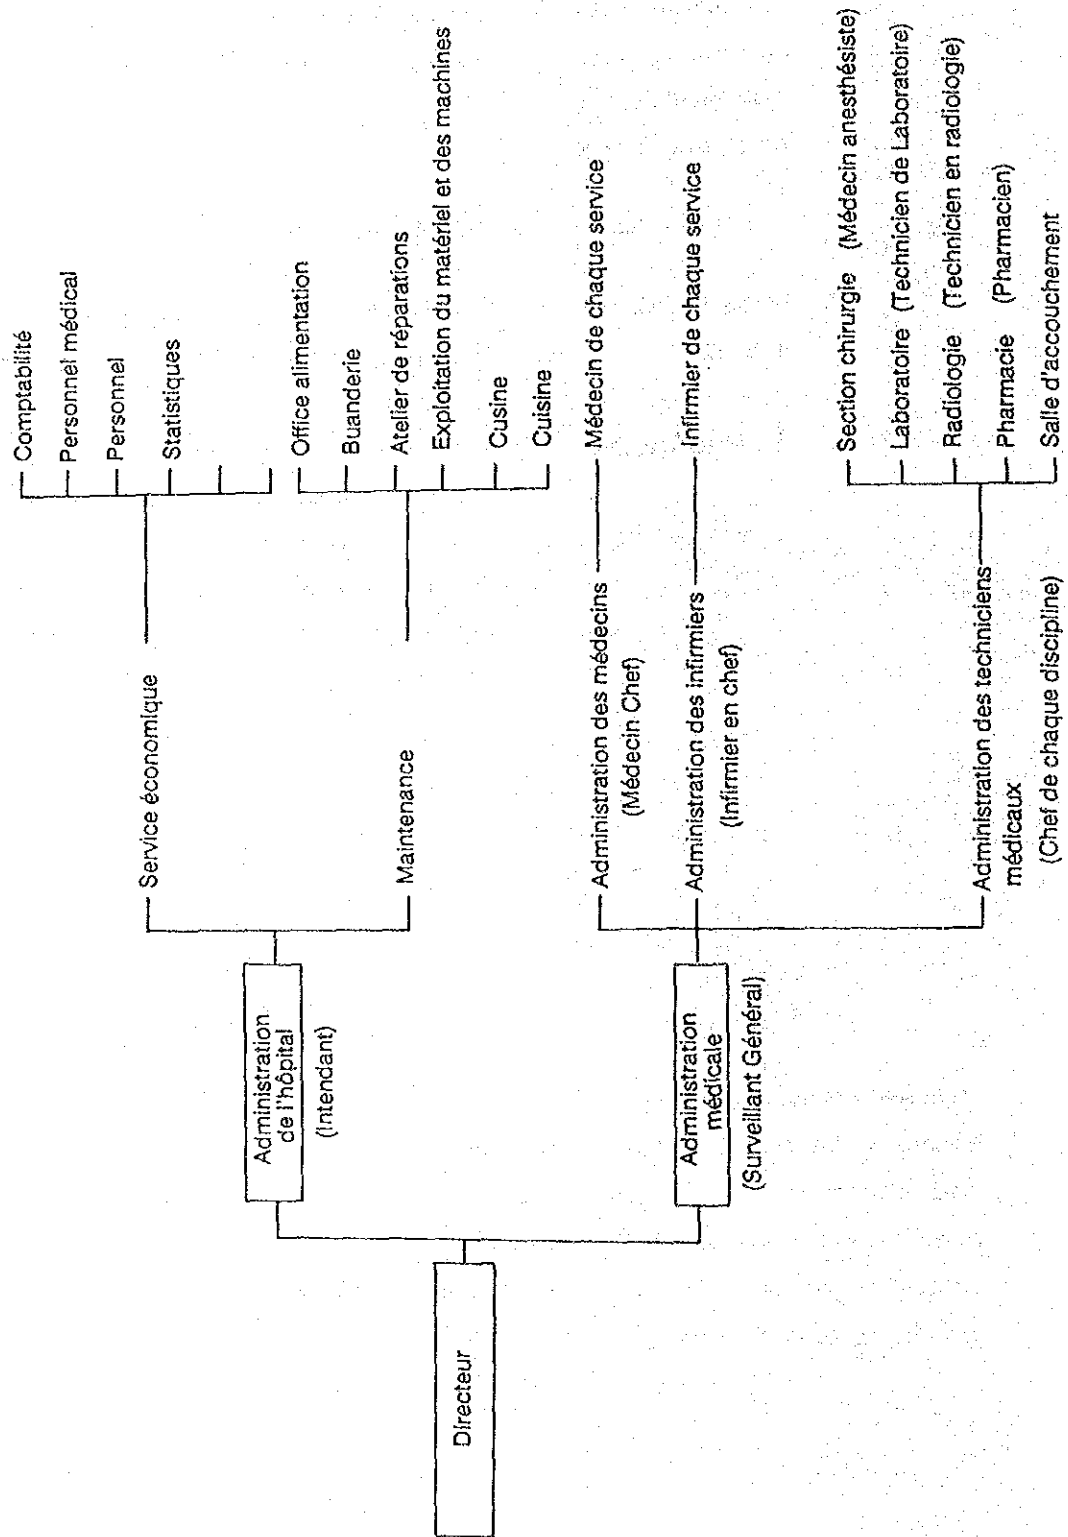 Directeur
Administration
de l'hôpital
(Intendant)
Service économique
Comptabilité
Personnel médical
Personnel
Statistiques
Maintenance
Office alimentation
Buanderie
Atelier de réparations
Exploitation du matériel et des machines
Cusine
Cuisine
Administration
médicale
(Surveillant Général)
Administration des médecins
(Médecin Chef)
Médecin de chaque service
Administration des infirmiers
(Infirmier en chef)
Infirmier de chaque service
Administration des techniciens
médicaux
(Chef de chaque discipline)
Section chirurgie (Médecin anesthésiste)
Laboratoire (Technicien de Laboratoire)
Radiologie (Technicien en radiologie)
Pharmacie (Pharmacien)
Salle d'accouchement